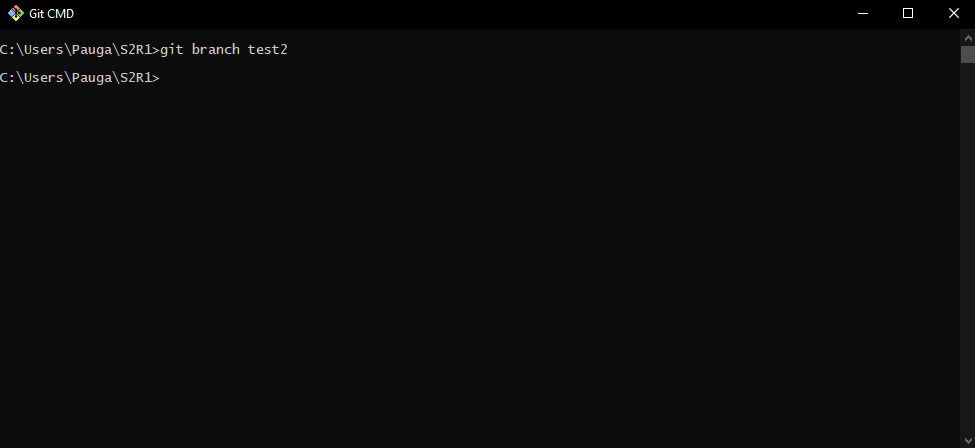 Git CMD
C:\Users\Pauga\S2R1>git branch test2
C:\Users\Pauga\S2R1>